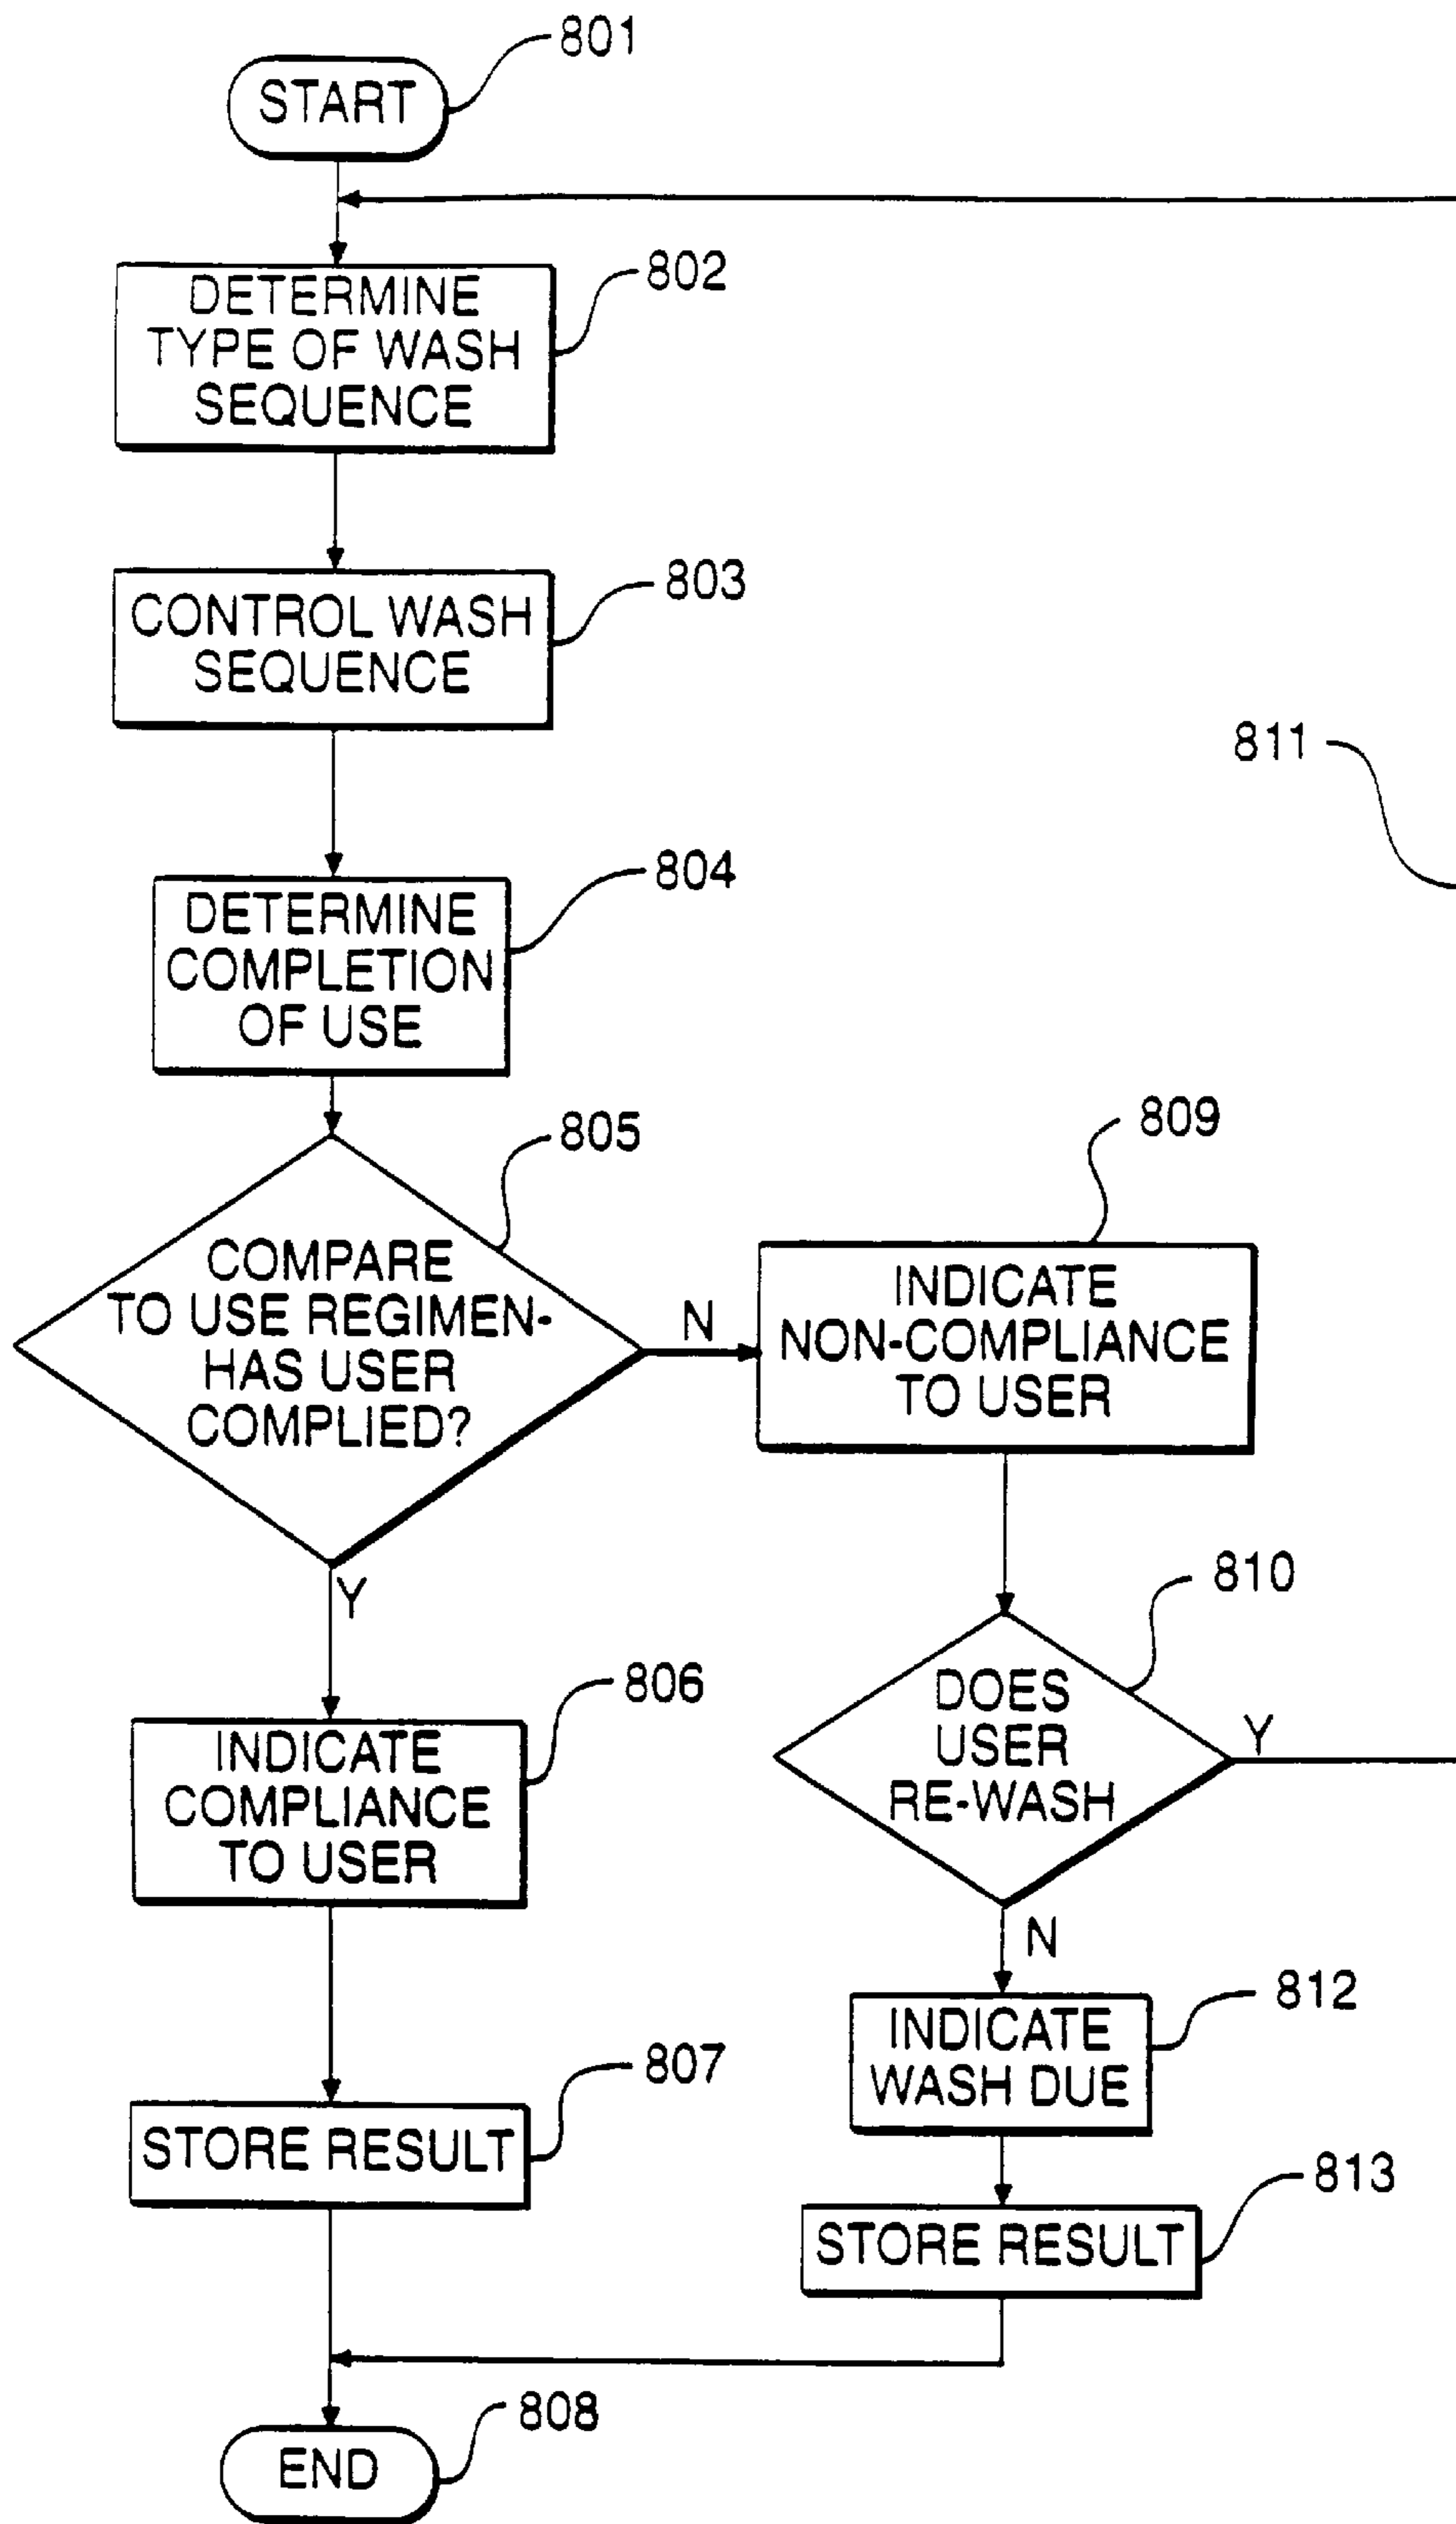 801
START
802
DETERMINE
TYPE OF WASH
SEQUENCE
803
CONTROL WASH
SEQUENCE
811
804
DETERMINE
COMPLETION
OF USE
805
COMPARE
TO USE REGIMEN-
HAS USER
COMPLIED?
N
Y
809
INDICATE
NON-COMPLIANCE
TO USER
810
DOES
USER
RE-WASH
Y
N
806
INDICATE
COMPLIANCE
TO USER
812
INDICATE
WASH DUE
807
STORE RESULT
813
STORE RESULT
808
END